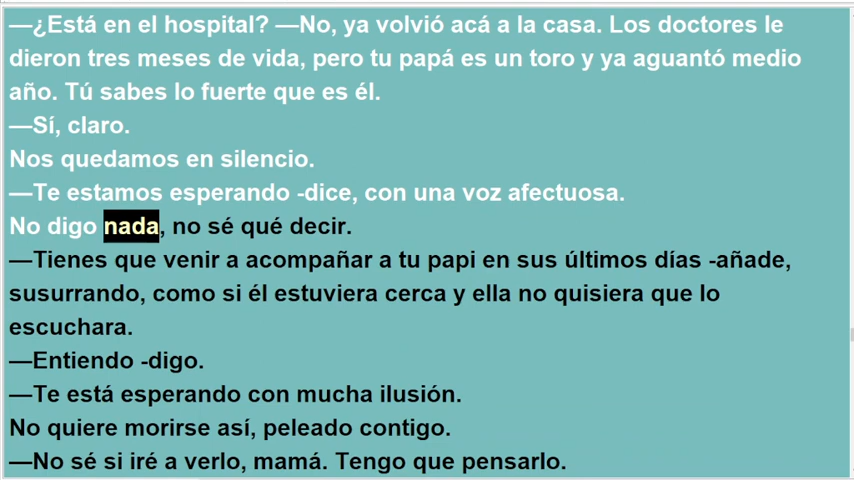 —¿Está en el hospital? —No, ya volvió acá a la casa. Los doctores le
dieron tres meses de vida, pero tu papá es un toro y ya aguantó medio
año. Tú sabes lo fuerte que es él.
—Sí, claro.
Nos quedamos en silencio.
—Te estamos esperando -dice, con una voz afectuosa.
No digo nada, no sé qué decir.
—Tienes que venir a acompañar a tu papi en sus últimos días -añade,
susurrando, como si él estuviera cerca y ella no quisiera que lo
escuchara.
—Entiendo -digo.
—Te está esperando con mucha ilusión.
No quiere morirse así, peleado contigo.
—No sé si iré a verlo, mamá. Tengo que pensarlo.